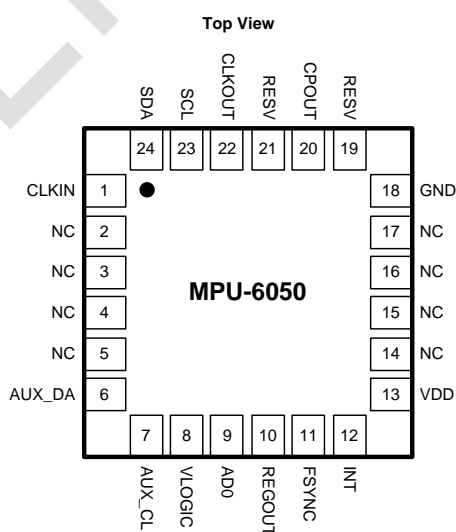 Top View
SDA
SCL
CLKOUT
RESV
CPOUT
RESV
24 23 22 21 20 19
CLKIN 1 18 GND
NC 2 17 NC
NC 3 16 NC
MPU-6050
NC 4 15 NC
NC 5 14 NC
AUX_DA 6 13 VDD
7 8 9 10 11 12
AUX_CL
VLOGIC
AD0
REGOUT
FSYNC
INT